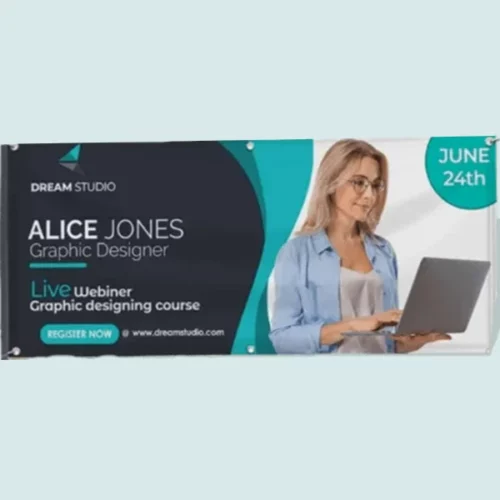 DREAM STUDIO
ALICE JONES
Graphic Designer
Live Webiner
Graphic designing course
REGISTER NOW @ www.dreamstudio.com
JUNE
24th